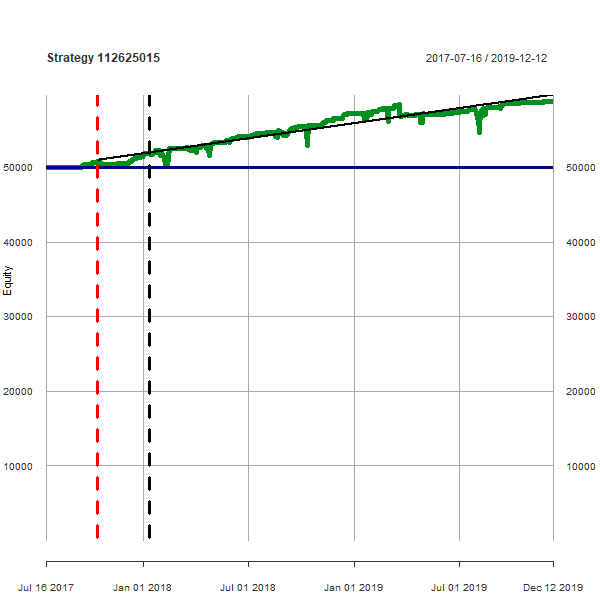 Strategy 112625015
2017-07-16 / 2019-12-12
Equity
50000
50000
40000
40000
30000
30000
20000
20000
10000
10000
Jul 16 2017
Jan 01 2018
Jul 01 2018
Jan 01 2019
Jul 01 2019
Dec 12 2019